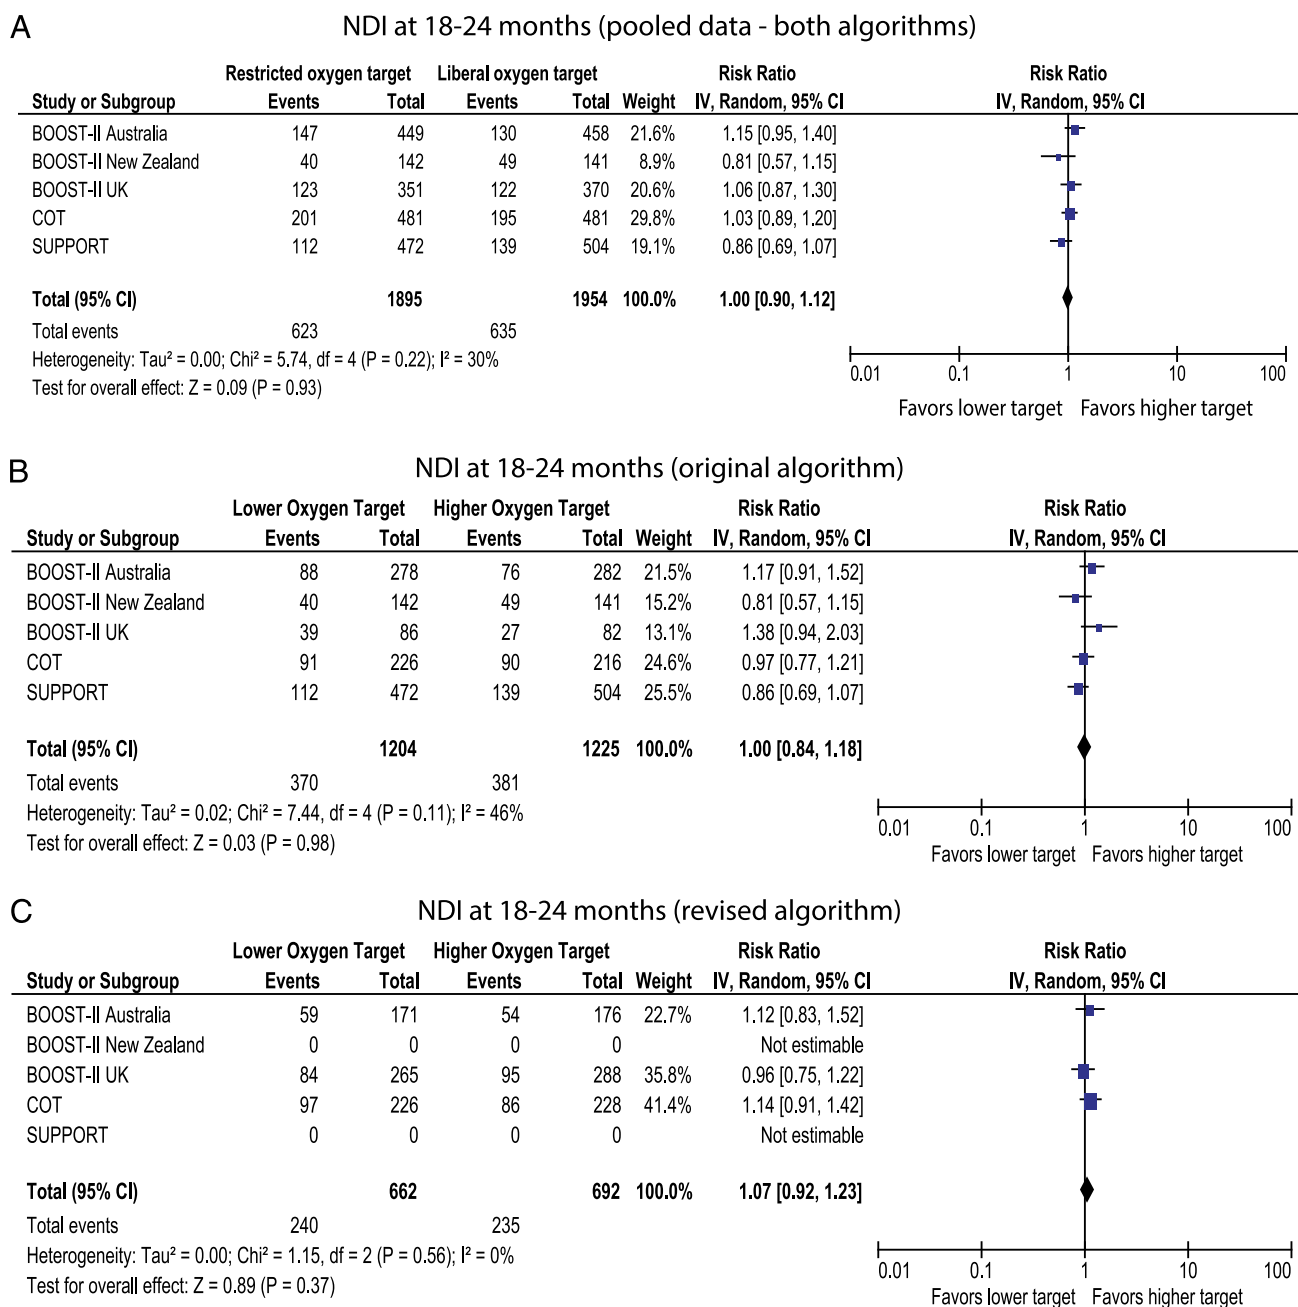 A
NDI at 18-24 months (pooled data - both algorithms)
Restricted oxygen target Liberal oxygen target Risk Ratio Risk Ratio
Study or Subgroup Events Total Events Total Weight IV, Random, 95% CI IV, Random, 95% CI
BOOST-II Australia 147 449 130 458 21.6% 1.15 [0.95, 1.40]
BOOST-II New Zealand 40 142 49 141 8.9% 0.81 [0.57, 1.15]
BOOST-II UK 123 351 122 370 20.6% 1.06 [0.87, 1.30]
COT 201 481 195 481 29.8% 1.03 [0.89, 1.20]
SUPPORT 112 472 139 504 19.1% 0.86 [0.69, 1.07]
Total (95% CI) 1895 1954 100.0% 1.00 [0.90, 1.12]
Total events 623 635
Heterogeneity: Tau² = 0.00; Chi² = 5.74, df = 4 (P = 0.22); I² = 30%
Test for overall effect: Z = 0.09 (P = 0.93)
0.01 0.1 1 10 100
Favors lower target Favors higher target
B
NDI at 18-24 months (original algorithm)
Lower Oxygen Target Higher Oxygen Target Risk Ratio Risk Ratio
Study or Subgroup Events Total Events Total Weight IV, Random, 95% CI IV, Random, 95% CI
BOOST-II Australia 88 278 76 282 21.5% 1.17 [0.91, 1.52]
BOOST-II New Zealand 40 142 49 141 15.2% 0.81 [0.57, 1.15]
BOOST-II UK 39 86 27 82 13.1% 1.38 [0.94, 2.03]
COT 91 226 90 216 24.6% 0.97 [0.77, 1.21]
SUPPORT 112 472 139 504 25.5% 0.86 [0.69, 1.07]
Total (95% CI) 1204 1225 100.0% 1.00 [0.84, 1.18]
Total events 370 381
Heterogeneity: Tau² = 0.02; Chi² = 7.44, df = 4 (P = 0.11); I² = 46%
Test for overall effect: Z = 0.03 (P = 0.98)
0.01 0.1 1 10 100
Favors lower target Favors higher target
C
NDI at 18-24 months (revised algorithm)
Lower Oxygen Target Higher Oxygen Target Risk Ratio Risk Ratio
Study or Subgroup Events Total Events Total Weight IV, Random, 95% CI IV, Random, 95% CI
BOOST-II Australia 59 171 54 176 22.7% 1.12 [0.83, 1.52]
BOOST-II New Zealand 0 0 0 0 Not estimable
BOOST-II UK 84 265 95 288 35.8% 0.96 [0.75, 1.22]
COT 97 226 86 228 41.4% 1.14 [0.91, 1.42]
SUPPORT 0 0 0 0 Not estimable
Total (95% CI) 662 692 100.0% 1.07 [0.92, 1.23]
Total events 240 235
Heterogeneity: Tau² = 0.00; Chi² = 1.15, df = 2 (P = 0.56); I² = 0%
Test for overall effect: Z = 0.89 (P = 0.37)
0.01 0.1 1 10 100
Favors lower target Favors higher target